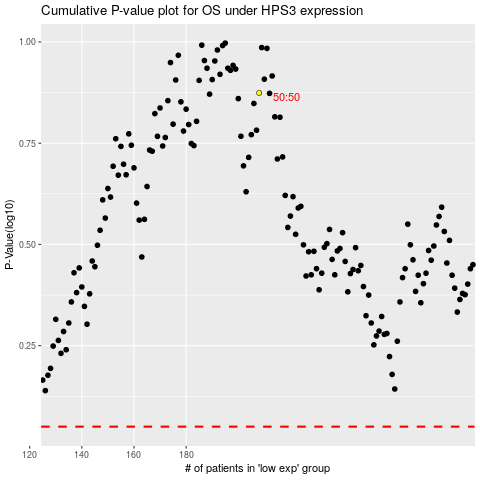 Cumulative P-value plot for OS under HPS3 expression
1.00
0.75
0.50
0.25
P-Value(log10)
50:50
120 140 160 180
# of patients in 'low exp' group